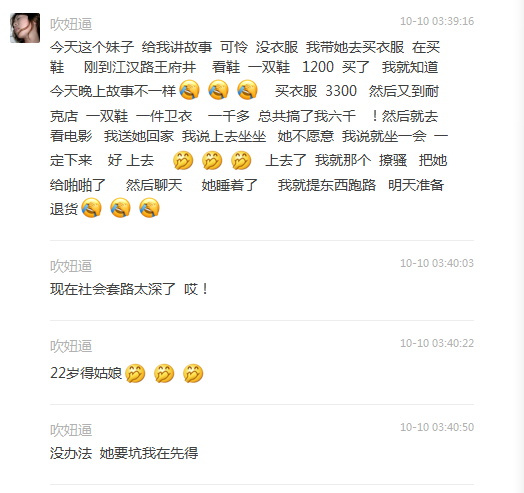 吹妞逼 10-10 03:39:16
今天这个妹子 给我讲故事 可怜 没衣服 我带她去买衣服 在买
鞋 刚到江汉路王府井 看鞋 一双鞋 1200 买了 我就知道
今天晚上故事不一样 买衣服 3300 然后又到耐
克店 一双鞋 一件卫衣 一千多 总共搞了我六千 ！然后就去
看电影 我送她回家 我说上去坐坐 她不愿意 我说就坐一会 一
定下来 好 上去 上去了 我就那个 撩骚 把她
给啪啪了 然后聊天 她睡着了 我就提东西跑路 明天准备
退货
吹妞逼 10-10 03:40:03
现在社会套路太深了 哎！
吹妞逼 10-10 03:40:22
22岁得姑娘
吹妞逼 10-10 03:40:50
没办法 她要坑我在先得